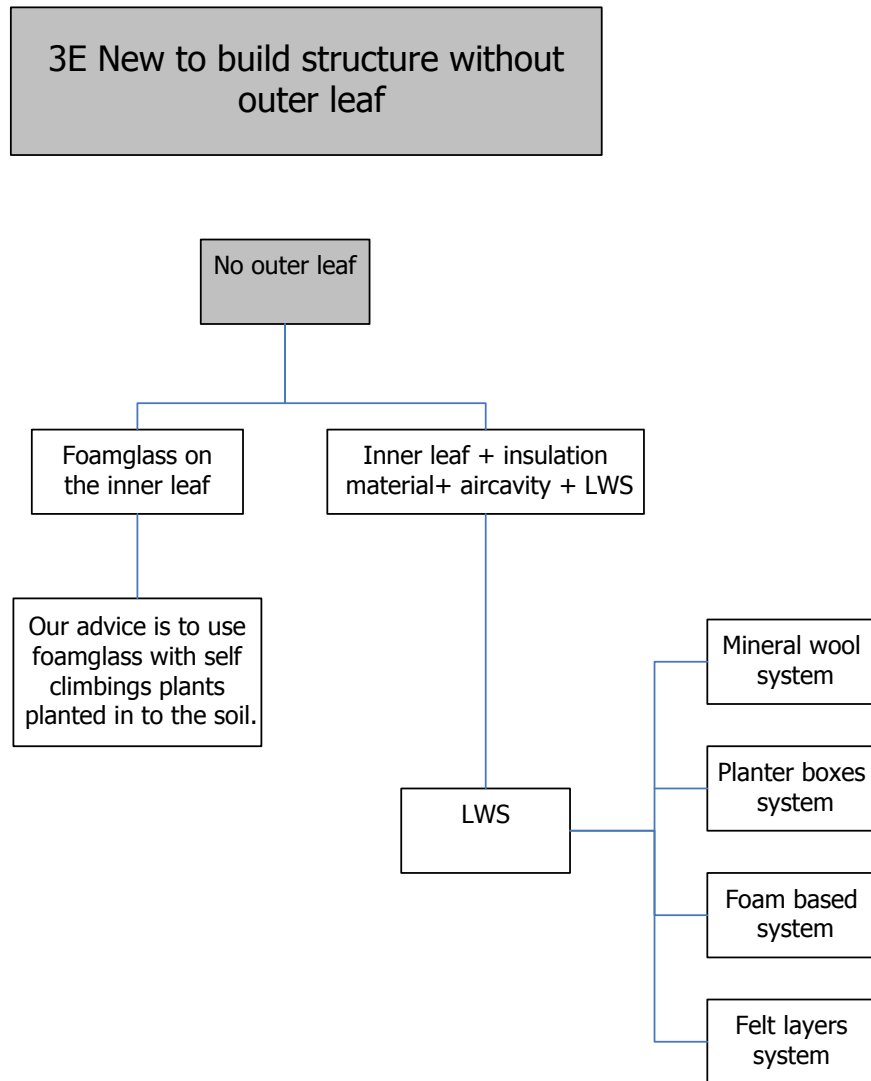 3E New to build structure without
outer leaf
No outer leaf
Foamglass on
the inner leaf
Inner leaf + insulation
material+ aircavity + LWS
Our advice is to use
foamglass with self
climbings plants
planted in to the soil.
LWS
Mineral wool
system
Planter boxes
system
Foam based
system
Felt layers
system